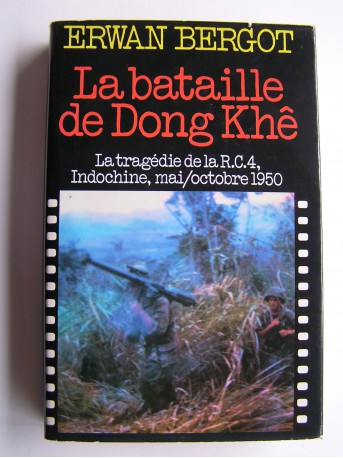 ERWAN BERGOT
La bataille
de Dong Khê
La tragédie de la R.C.4,
Indochine, mai/octobre 1950